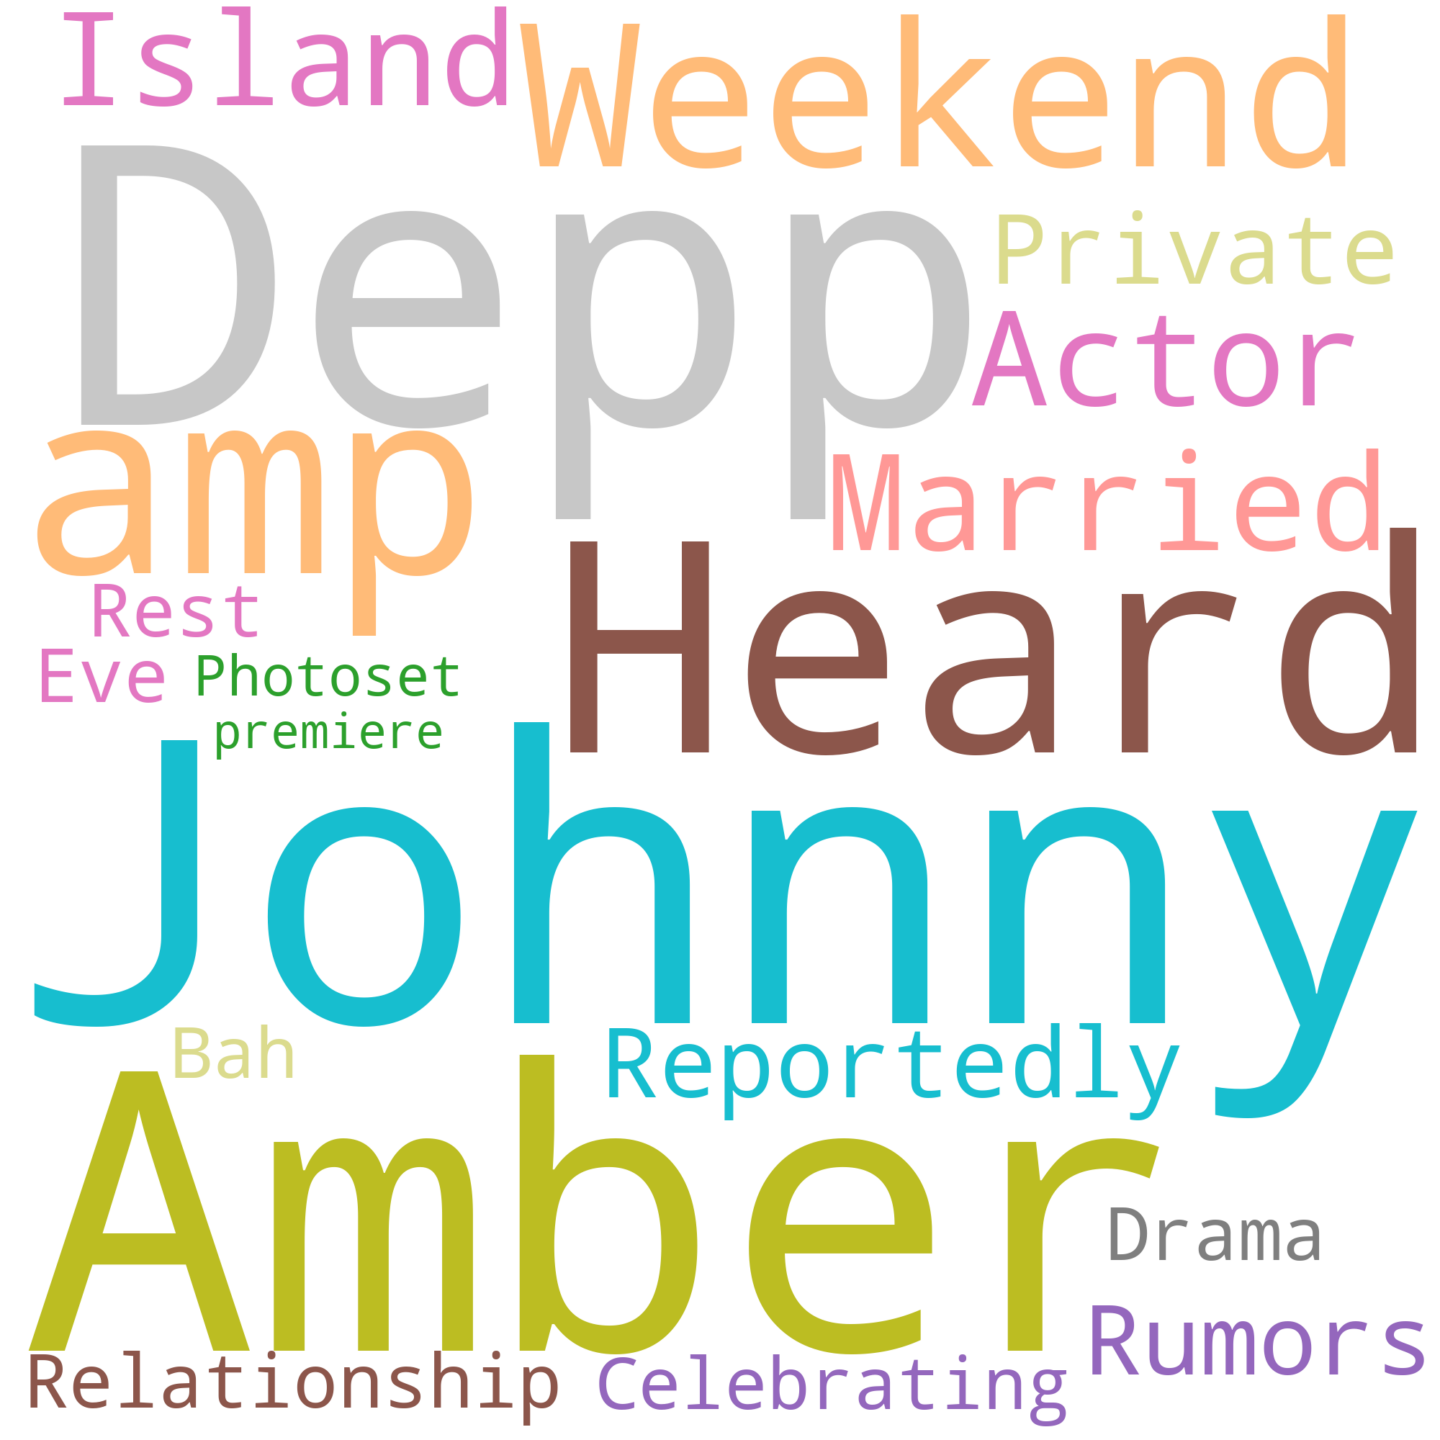 Island Weekend
Depp
Private
Actor
amp
Married
Heard
Rest
Eve
Photoset
premiere
Johnny
Bah
Reportedly
Amber
Drama
Rumors
Relationship
Celebrating